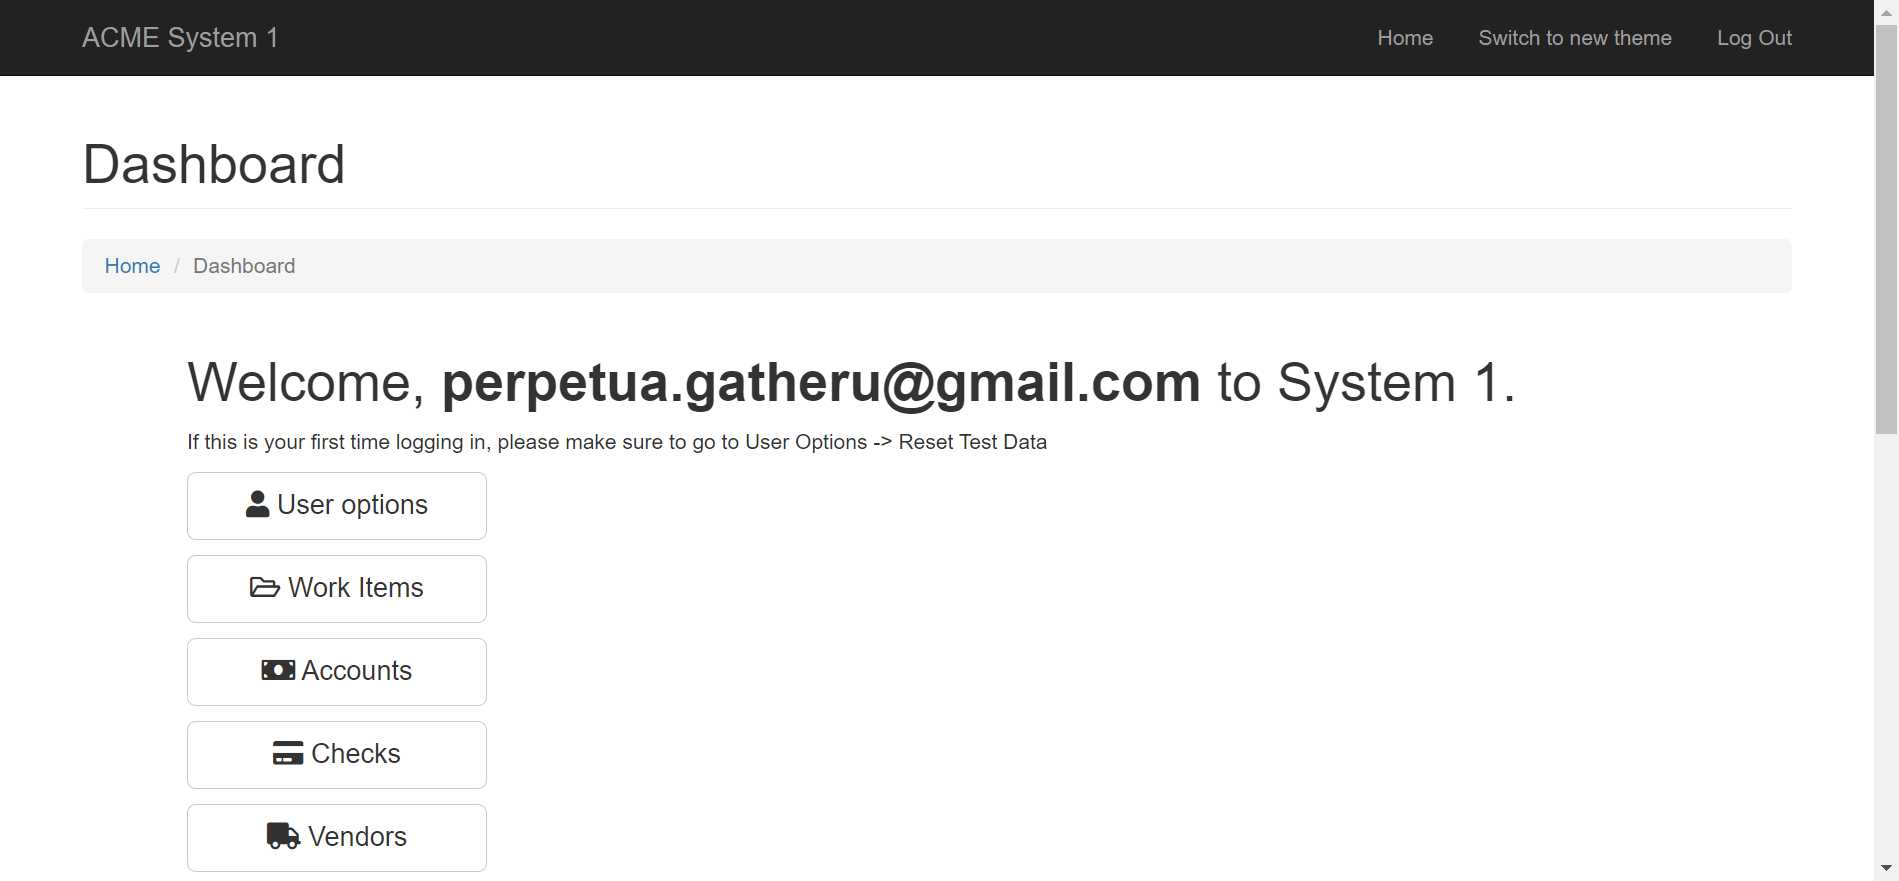 ACME System 1
Home
Switch to new theme
Log Out
Dashboard
Home / Dashboard
Welcome, perpetua.gatheru@gmail.com to System 1.
If this is your first time logging in, please make sure to go to User Options -> Reset Test Data
User options
Work Items
Accounts
Checks
Vendors